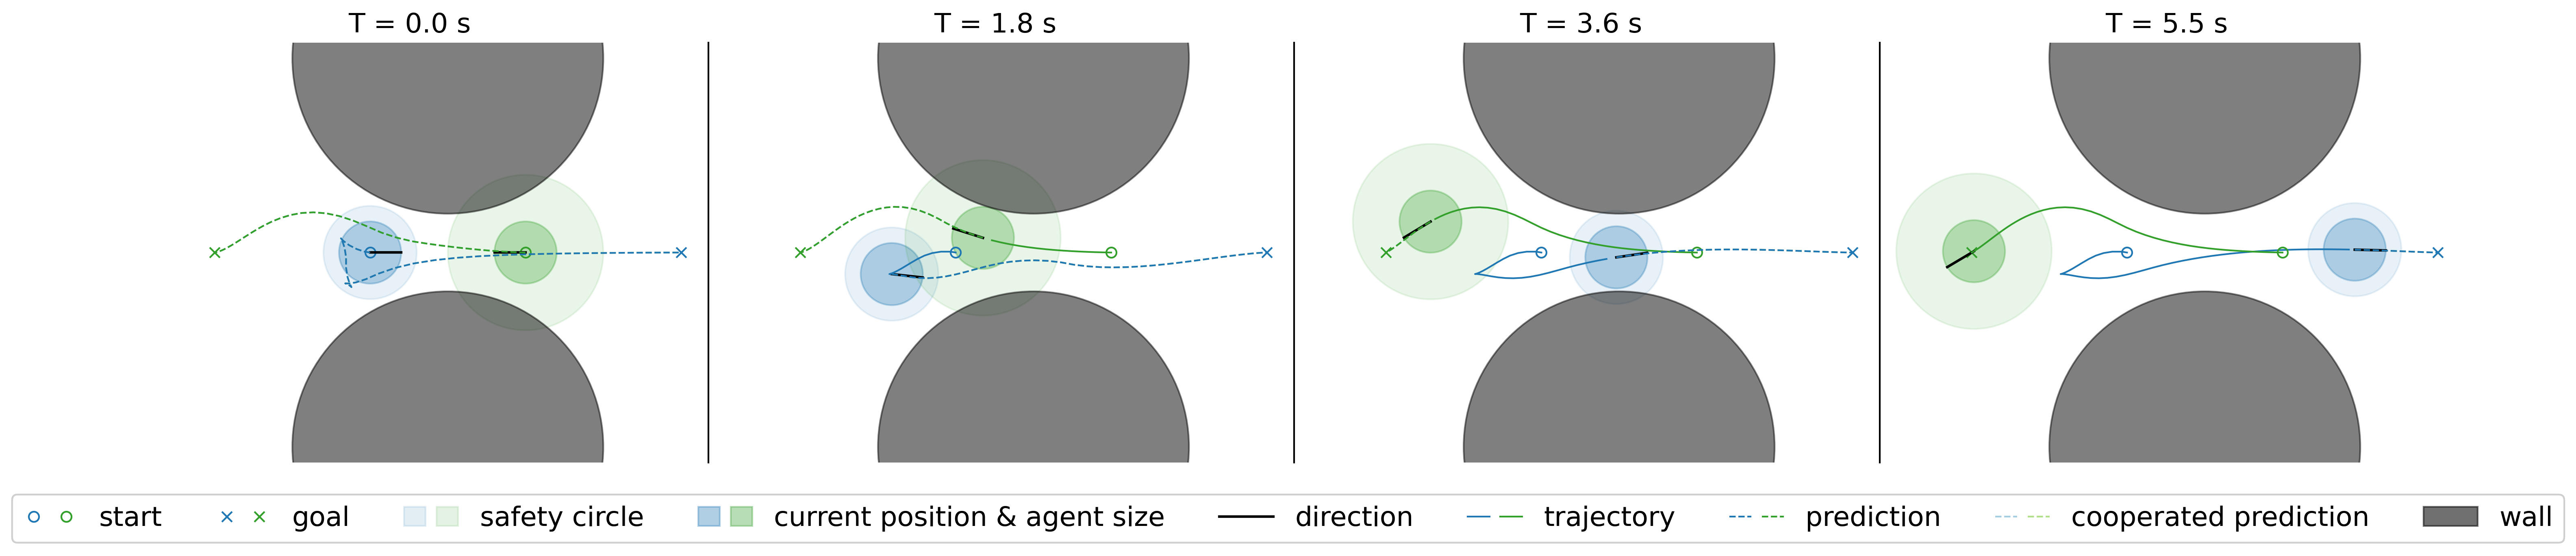 T = 0.0 s
T = 1.8 s
T = 3.6 s
T = 5.5 s
start goal safety circle current position & agent size direction trajectory prediction cooperated prediction wall